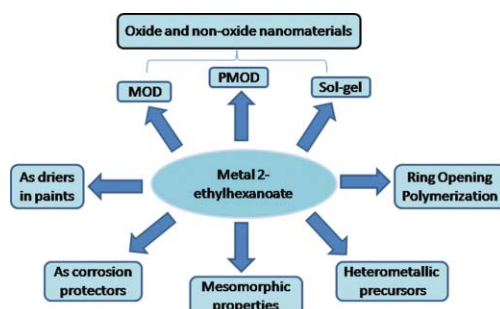 Oxide and non-oxide nanomaterials
MOD
PMOD
Sol-gel
As driers
in paints
Metal 2-
ethylhexanoate
Ring Opening
Polymerization
As corrosion
protectors
Mesomorphic
properties
Heterometallic
precursors